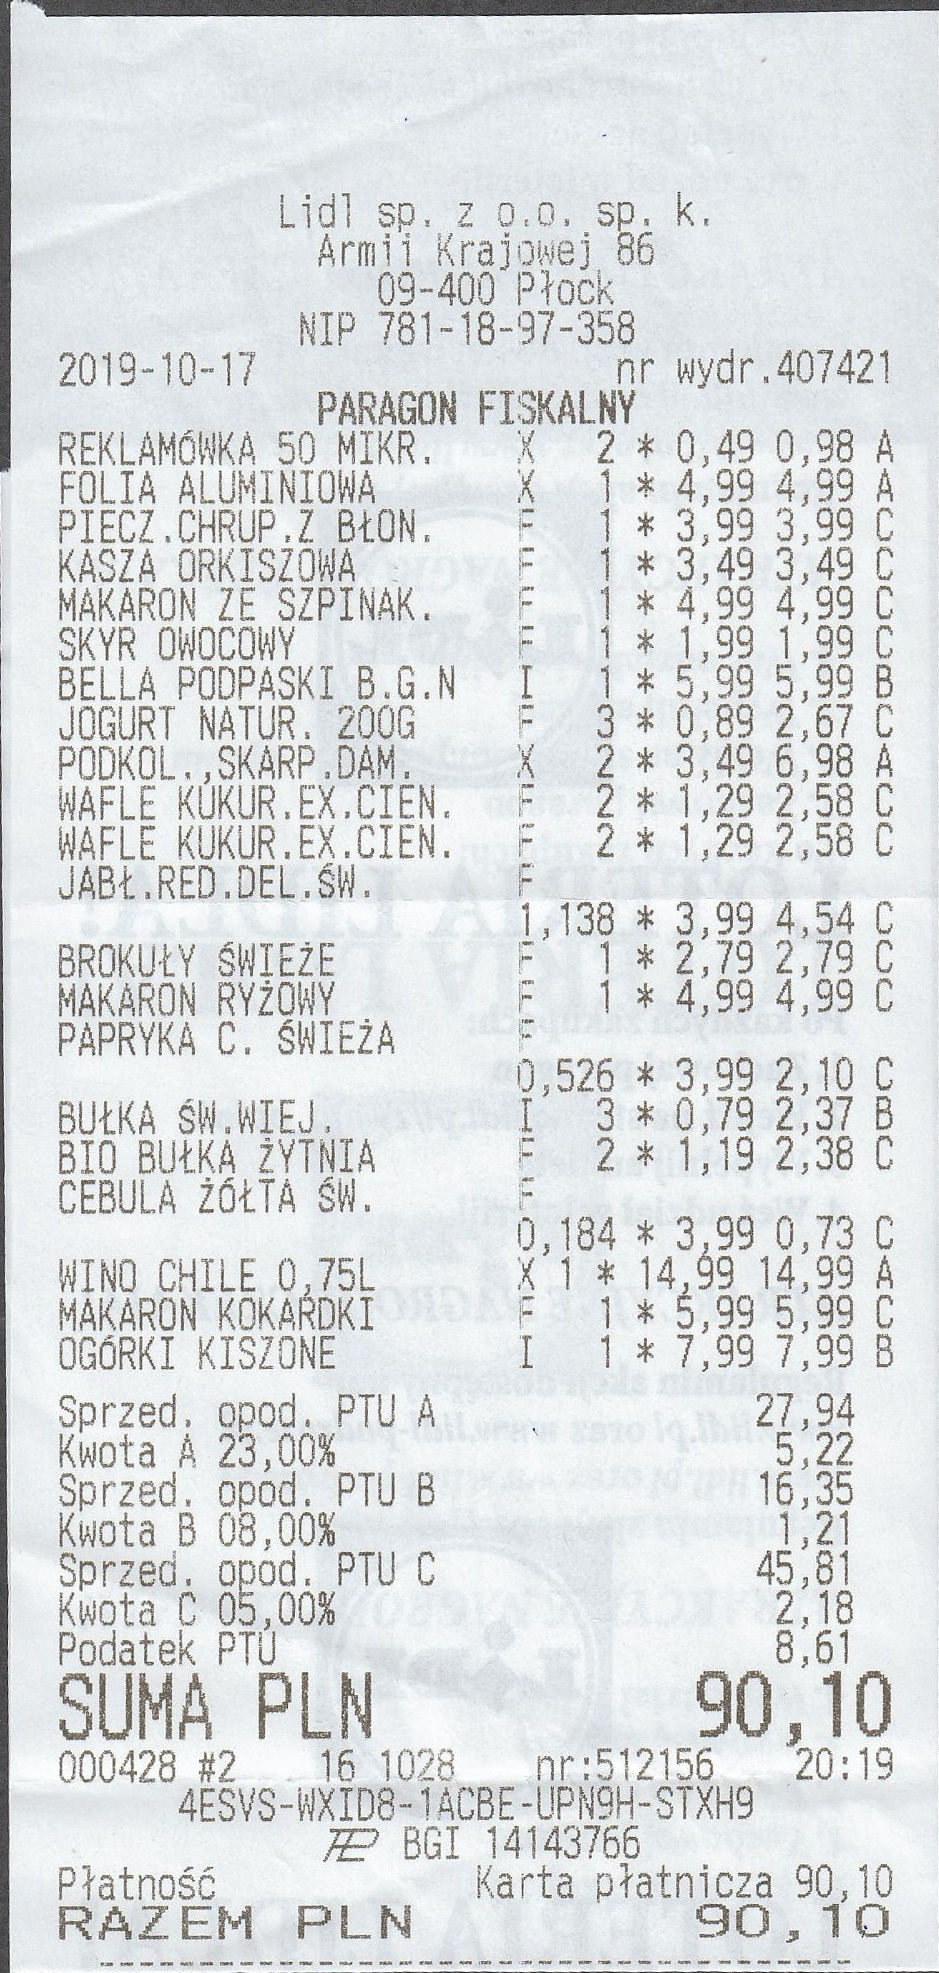 Lidl sp. z o.o. sp. k.
Armii Krajowej 86
09-400 Płock
NIP 781-18-97-358
2019-10-17 nr wydr.407421
PARAGON FISKALNY
REKLAMÓWKA 50 MIKR. X 2 * 0,49 0,98 A
FOLIA ALUMINIOWA X 1 * 4,99 4,99 A
PIECZ.CHRUP.Z BŁON. F 1 * 3,99 3,99 C
KASZA ORKISZOWA F 1 * 3,49 3,49 C
MAKARON ZE SZPINAK. F 1 * 4,99 4,99 C
SKYR OWOCOWY F 1 * 1,99 1,99 C
BELLA PODPASKI B.G.N I 1 * 5,99 5,99 B
JOGURT NATUR. 200G F 3 * 0,89 2,67 C
PODKOL.,SKARP.DAM. X 2 * 3,49 6,98 A
WAFLE KUKUR.EX.CIEN. F 2 * 1,29 2,58 C
WAFLE KUKUR.EX.CIEN. F 2 * 1,29 2,58 C
JABŁ.RED.DEL.ŚW. F
1,138 * 3,99 4,54 C
BROKUŁY ŚWIEŻE F 1 * 2,79 2,79 C
MAKARON RYŻOWY F 1 * 4,99 4,99 C
PAPRYKA C. ŚWIEŻA F
0,526 * 3,99 2,10 C
BUŁKA ŚW.WIEJ. I 3 * 0,79 2,37 B
BIO BUŁKA ŻYTNIA F 2 * 1,19 2,38 C
CEBULA ŻÓŁTA ŚW. F
0,184 * 3,99 0,73 C
WINO CHILE 0,75L X 1 * 14,99 14,99 A
MAKARON KOKARDKI F 1 * 5,99 5,99 C
OGÓRKI KISZONE I 1 * 7,99 7,99 B
Sprzed. opod. PTU A 27,94
Kwota A 23,00% 5,22
Sprzed. opod. PTU B 16,35
Kwota B 08,00% 1,21
Sprzed. opod. PTU C 45,81
Kwota C 05,00% 2,18
Podatek PTU 8,61
SUMA PLN 90,10
000428 #2 16 1028 nr:512156 20:19
4ESVS-WXID8-1ACBE-UPN9H-STXH9
BGI 14143766
Płatność Karta płatnicza 90,10
RAZEM PLN 90,10